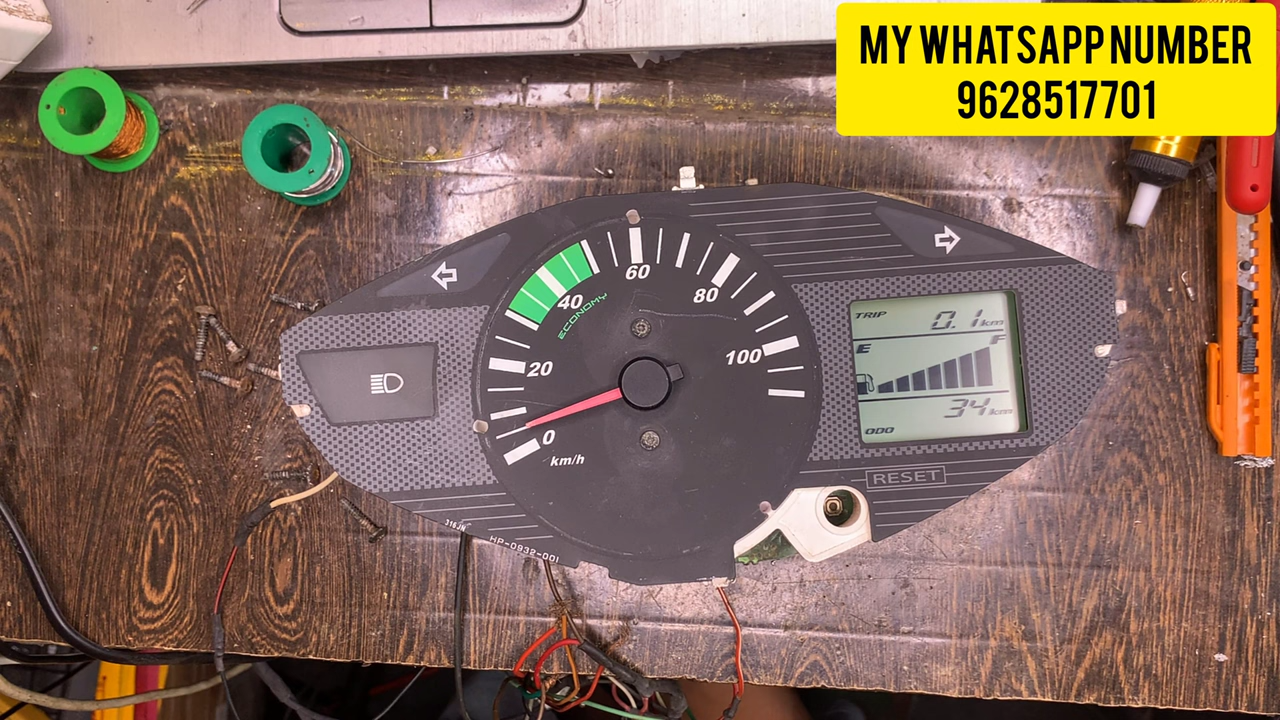 MY WHATSAPP NUMBER
9628517701
60
40
80
ECONOMY
20
100
0
km/h
TRIP
0.1 km
E
F
34 km
ODO
RESET
316JN
HP-0932-001